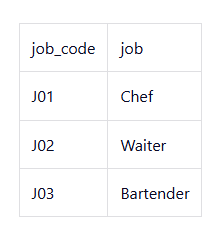 job_code job
J01 Chef
J02 Waiter
J03 Bartender